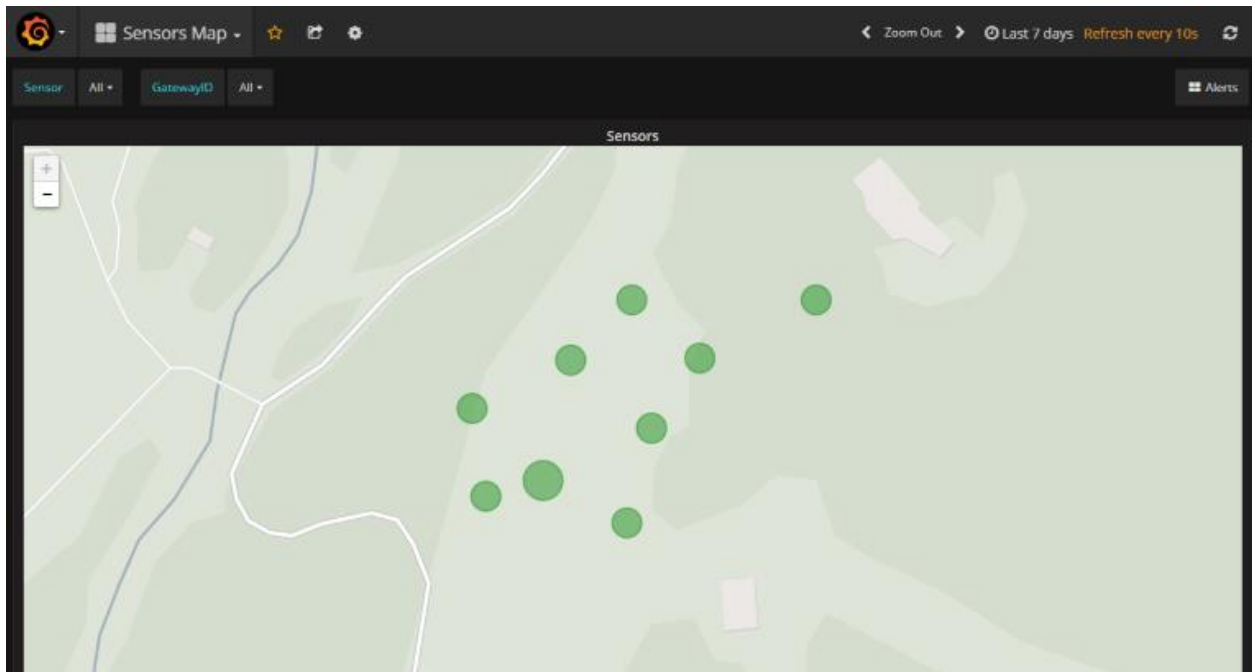 Sensors Map
Zoom Out
Last 7 days Refresh every 10s
Sensor All
GatewayID All
Alerts
Sensors
+
-